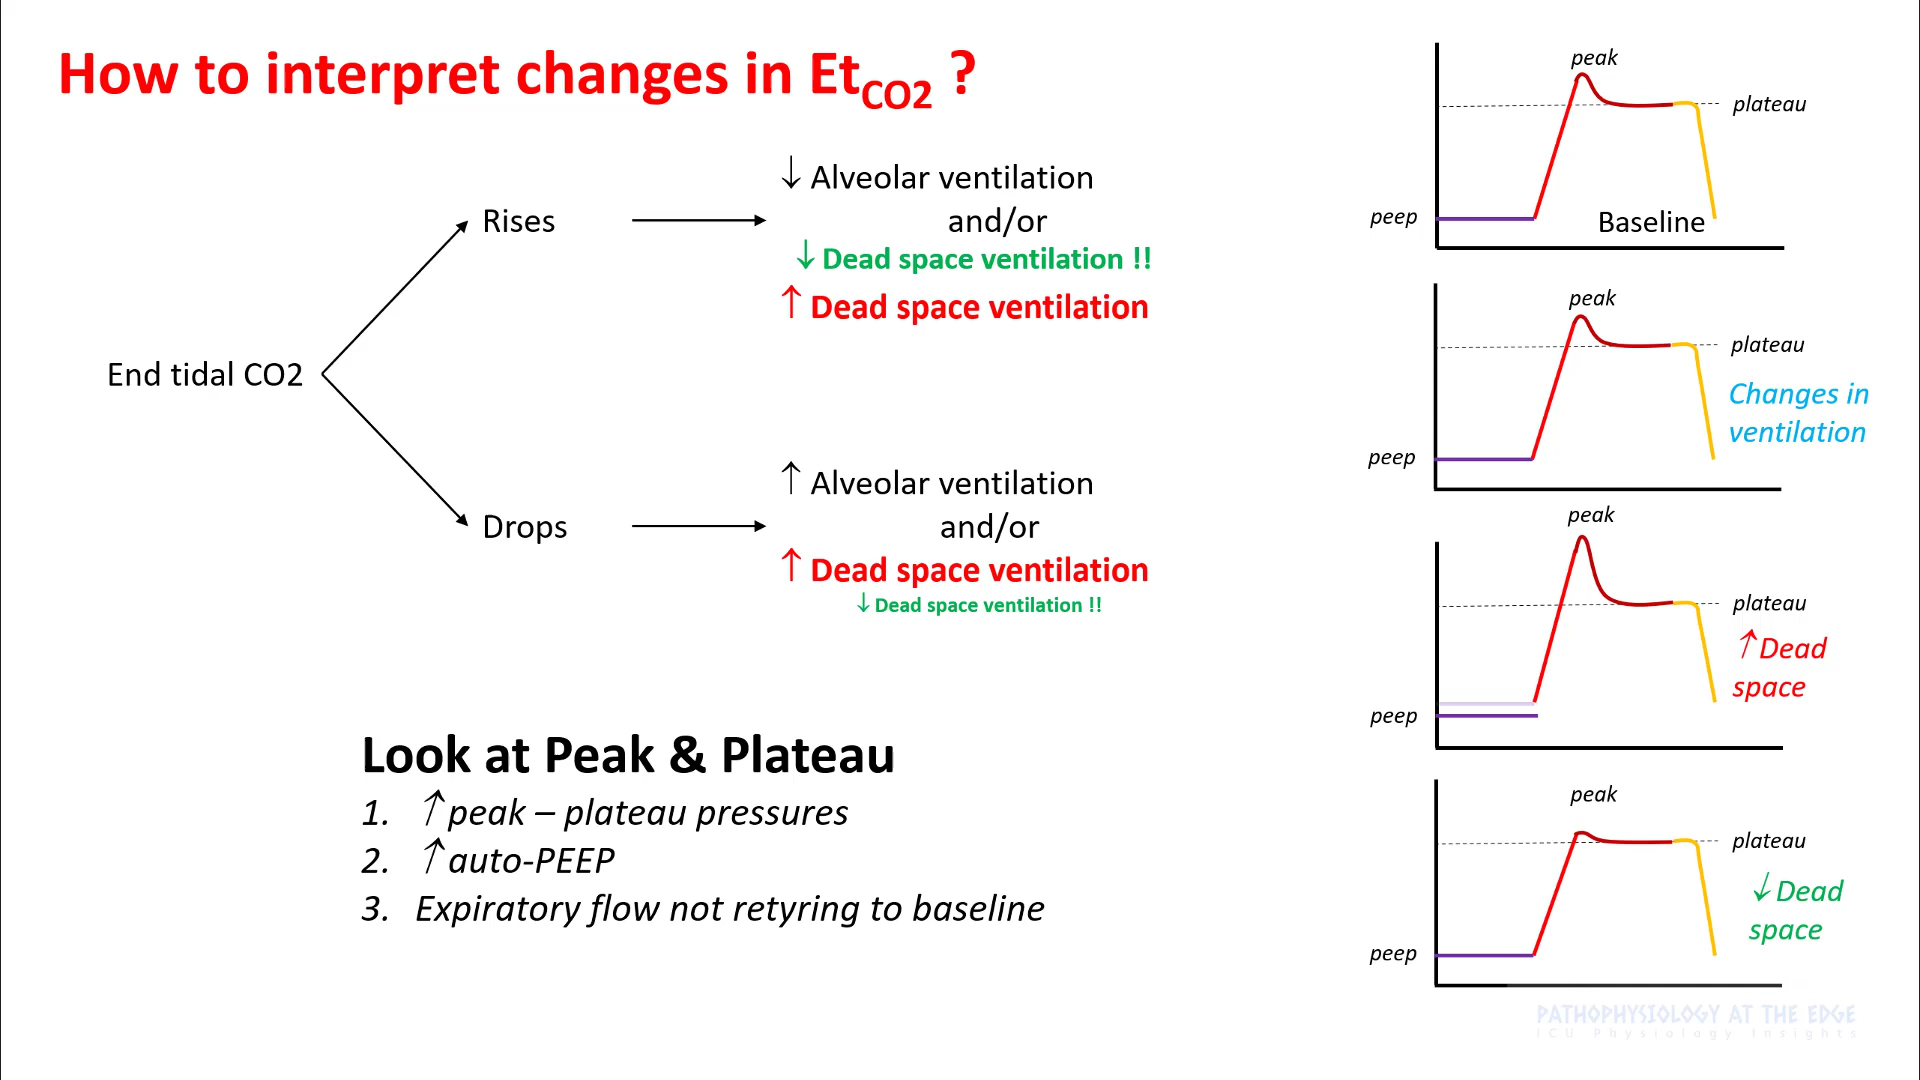 How to interpret changes in EtCO2 ?
End tidal CO2
Rises
↓ Alveolar ventilation
and/or
↓ Dead space ventilation !!
↑ Dead space ventilation
Drops
↑ Alveolar ventilation
and/or
↑ Dead space ventilation
↓ Dead space ventilation !!
Look at Peak & Plateau
1. ↑ peak – plateau pressures
2. ↑ auto-PEEP
3. Expiratory flow not retyring to baseline
peak
plateau
peep
Baseline
peak
plateau
Changes in
ventilation
peep
peak
plateau
↑ Dead
space
peep
peak
plateau
↓ Dead
space
peep
PATHOPHYSIOLOGY AT THE EDGE
ICU Physiology Insights